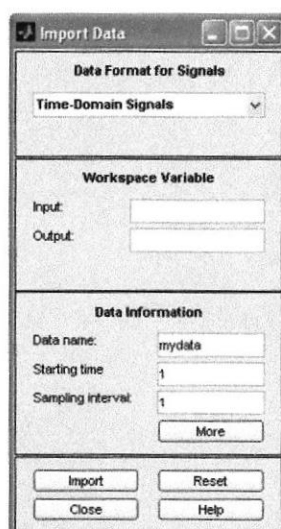 Import Data
Data Format for Signals
Time-Domain Signals
Workspace Variable
Input:
Output:
Data Information
Data name: mydata
Starting time 1
Sampling interval: 1
More
Import Reset
Close Help